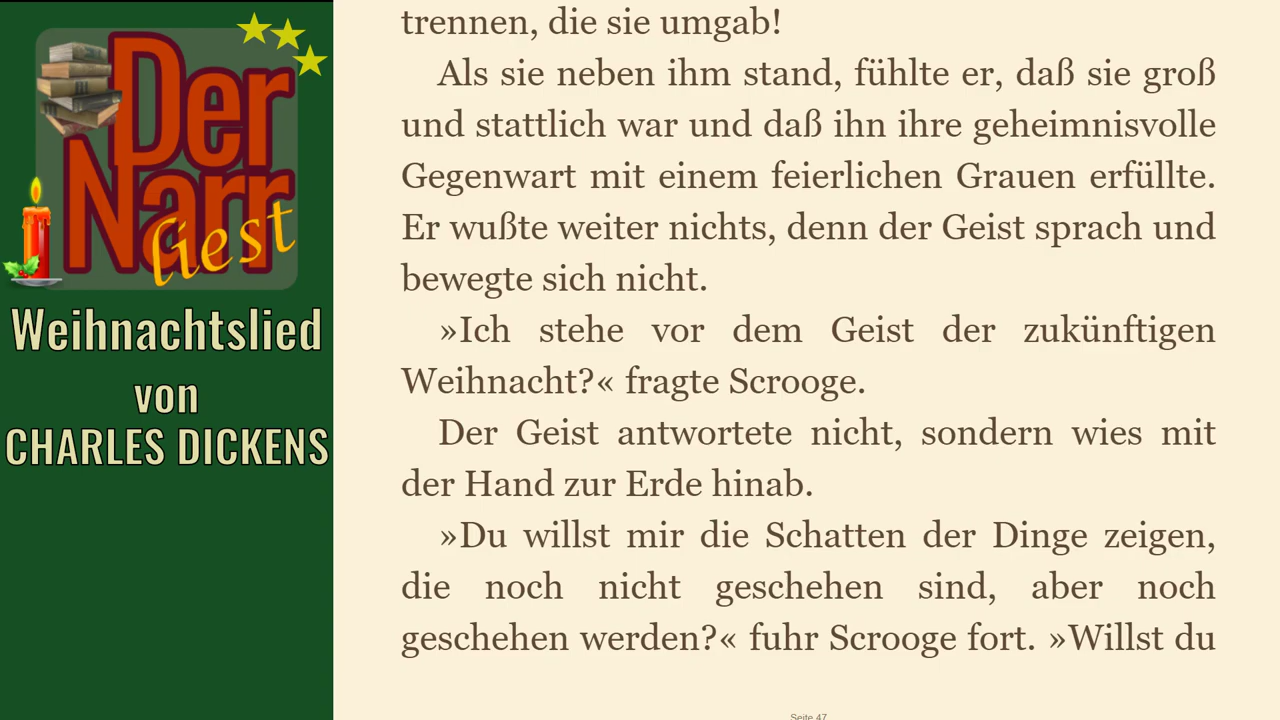 Der
Narr
liest
Weihnachtslied
von
CHARLES DICKENS
trennen, die sie umgab!
Als sie neben ihm stand, fühlte er, daß sie groß
und stattlich war und daß ihn ihre geheimnisvolle
Gegenwart mit einem feierlichen Grauen erfüllte.
Er wußte weiter nichts, denn der Geist sprach und
bewegte sich nicht.
»Ich stehe vor dem Geist der zukünftigen
Weihnacht?« fragte Scrooge.
Der Geist antwortete nicht, sondern wies mit
der Hand zur Erde hinab.
»Du willst mir die Schatten der Dinge zeigen,
die noch nicht geschehen sind, aber noch
geschehen werden?« fuhr Scrooge fort. »Willst du
Seite 47